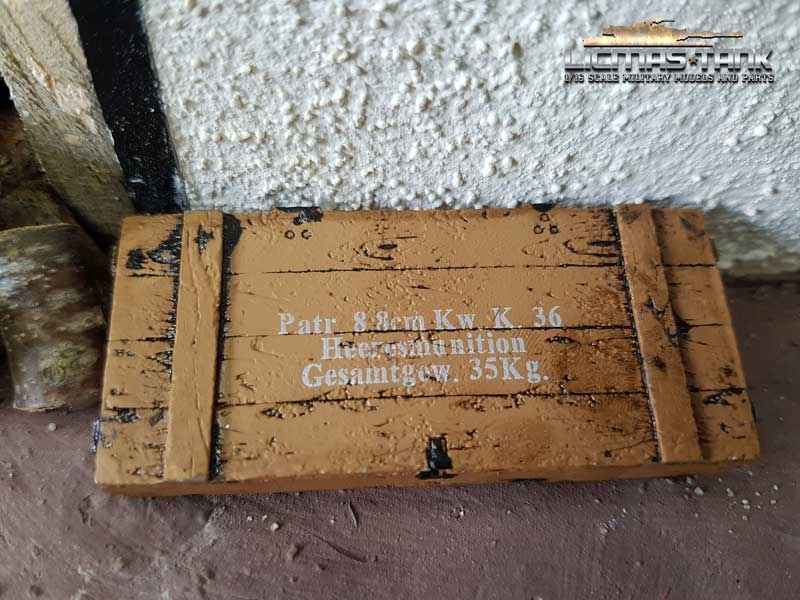 LICMAS★TANK
1/16 SCALE MILITARY MODELS AND PARTS
Patr. 8.8cm Kw. K. 36
Heeresmunition
Gesamtgew. 35Kg.